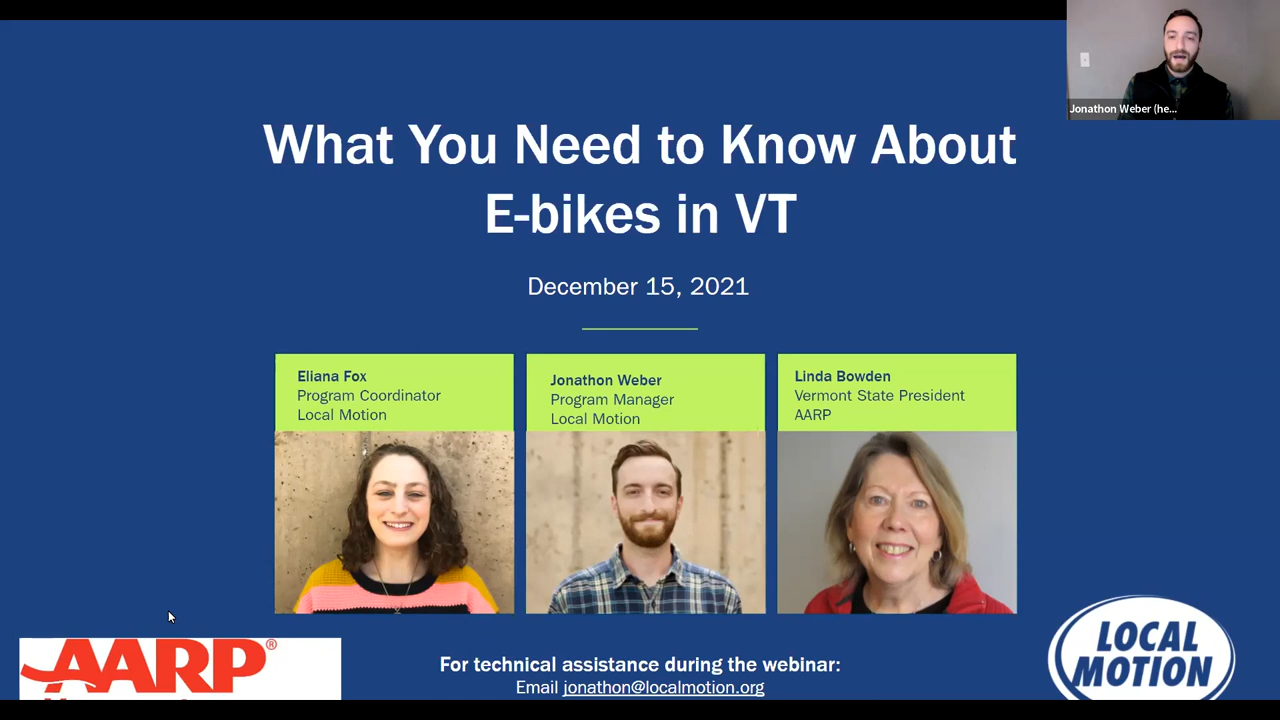 Jonathon Weber (he...
What You Need to Know About
E-bikes in VT
December 15, 2021
Eliana Fox
Program Coordinator
Local Motion
Jonathon Weber
Program Manager
Local Motion
Linda Bowden
Vermont State President
AARP
AARP®
For technical assistance during the webinar:
Email jonathon@localmotion.org
LOCAL
MOTION